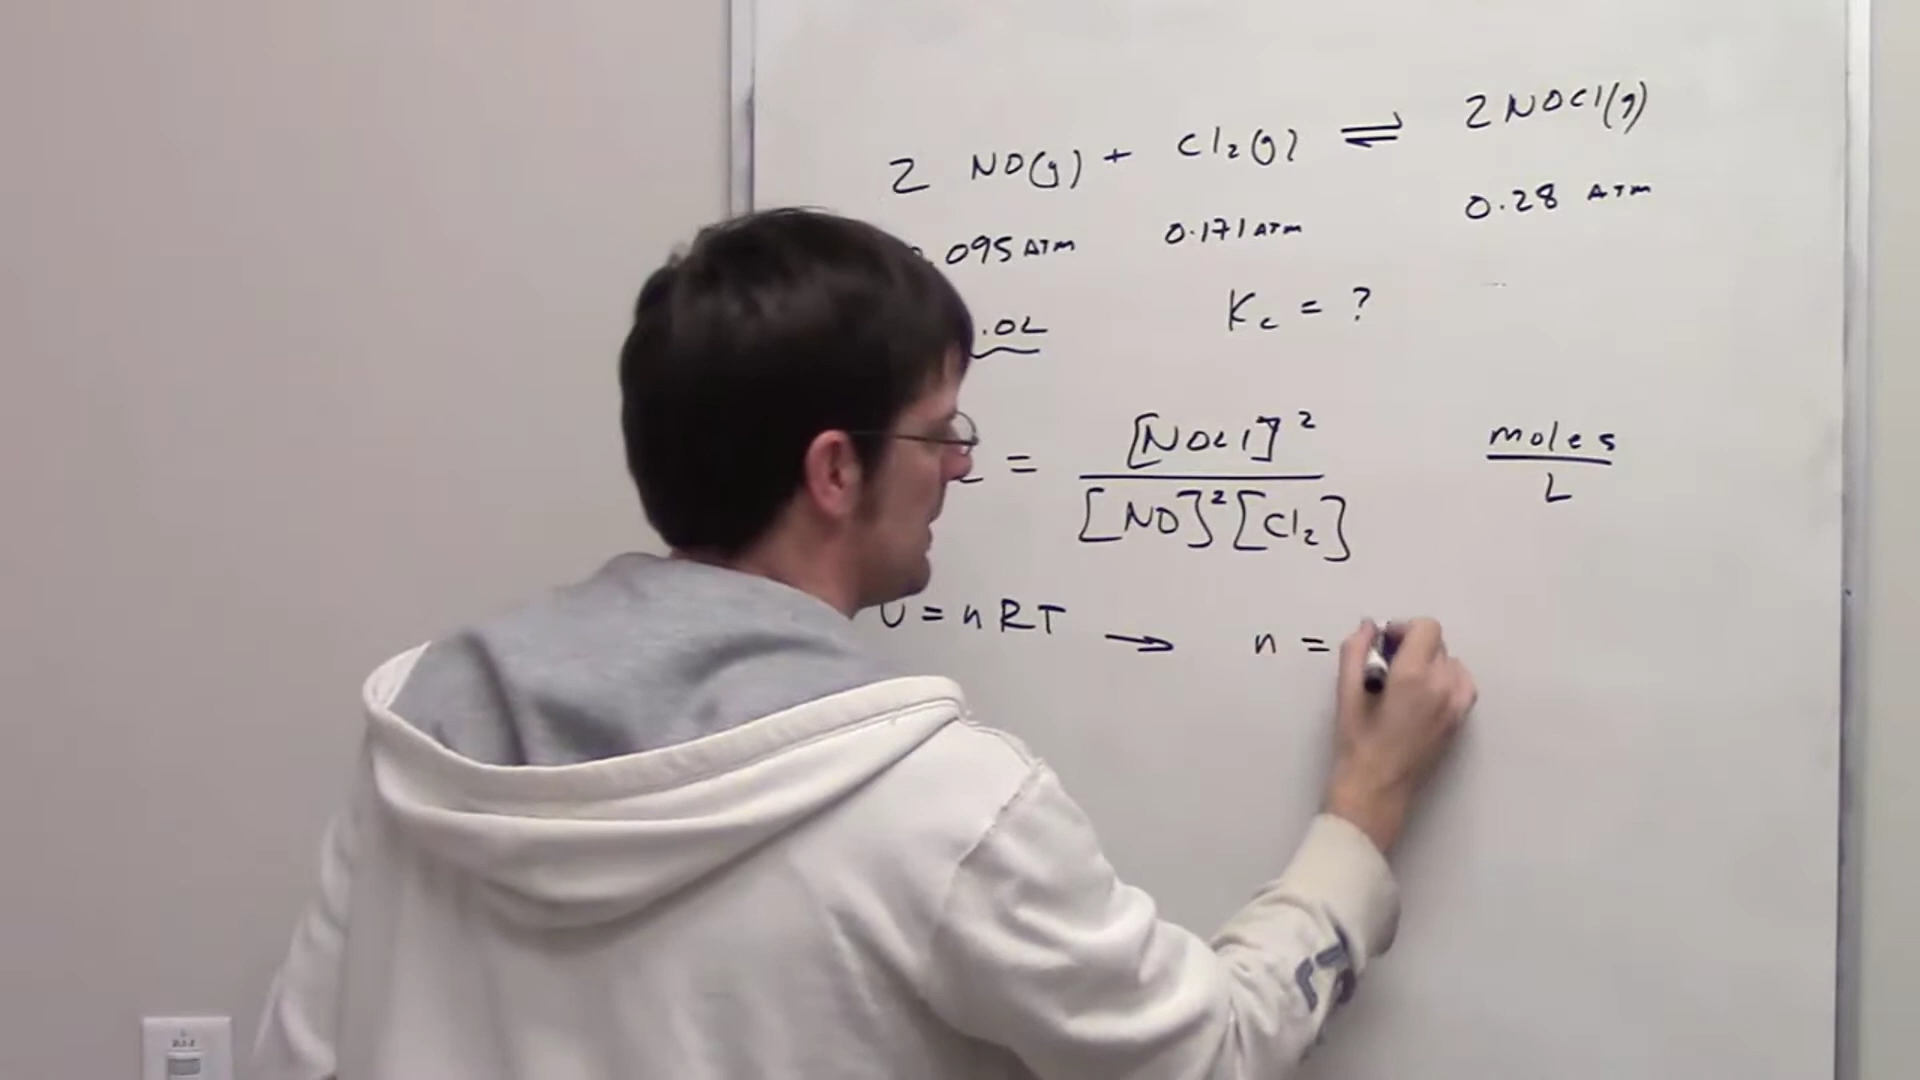 2 NO(g) + Cl₂(g) ⇌ 2 NOCl(g)
.095 ATM 0.171 ATM 0.28 ATM
.0L Kc = ?
= [NOCl]² / [NO]²[Cl₂] moles / L
= nRT → n =